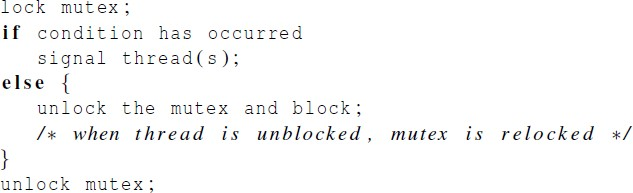 lock mutex;
if condition has occurred
   signal thread(s);
else {
   unlock the mutex and block;
   /* when thread is unblocked, mutex is relocked */
}
unlock mutex;